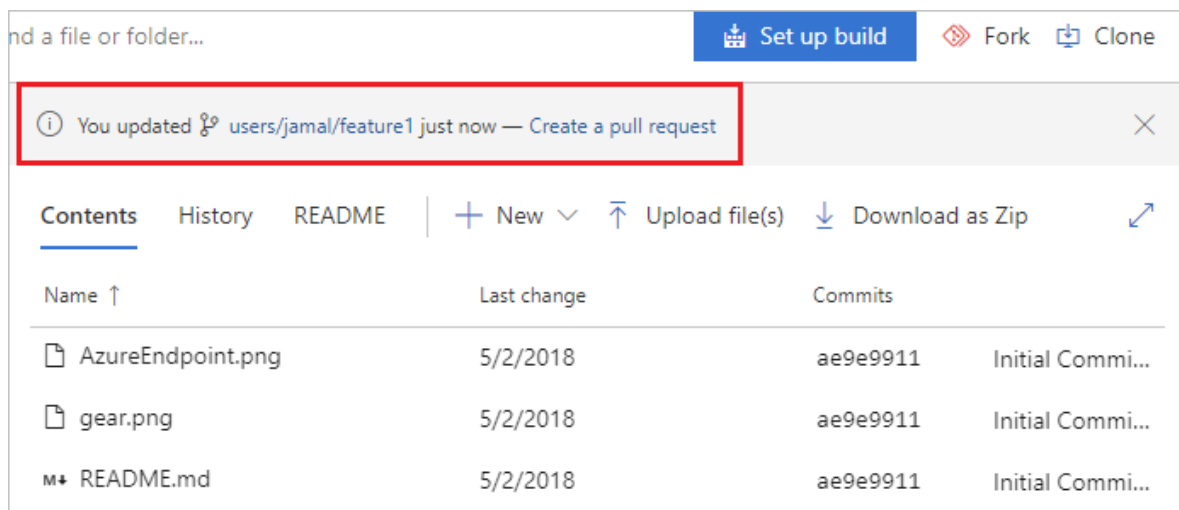 nd a file or folder... Set up build Fork Clone
You updated users/jamal/feature1 just now — Create a pull request
Contents History README New Upload file(s) Download as Zip
Name ↑ Last change Commits
AzureEndpoint.png 5/2/2018 ae9e9911 Initial Commi...
gear.png 5/2/2018 ae9e9911 Initial Commi...
M↓ README.md 5/2/2018 ae9e9911 Initial Commi...